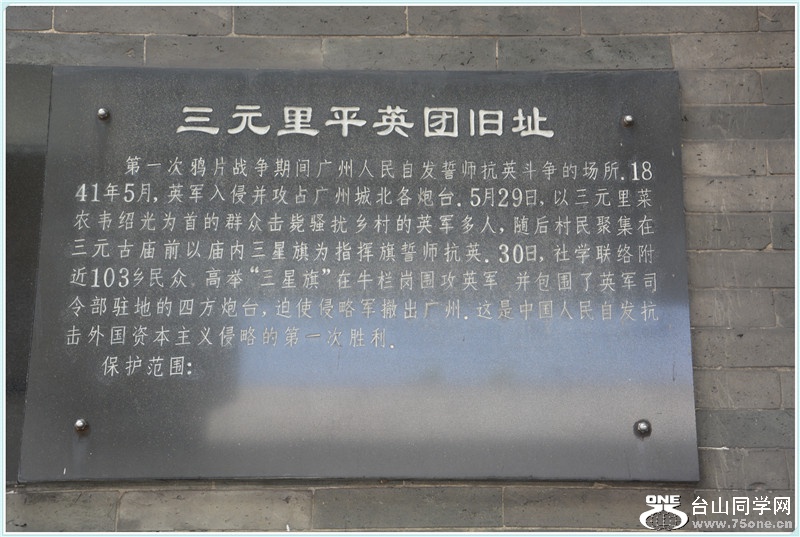 三元里平英团旧址
第一次鸦片战争期间广州人民自发誓师抗英斗争的场所.18
41年5月,英军入侵并攻占广州城北各炮台.5月29日,以三元里菜
农韦绍光为首的群众击毙骚扰乡村的英军多人,随后村民聚集在
三元古庙前以庙内三星旗为指挥旗誓师抗英.30日,社学联络附
近103乡民众,高举“三星旗”在牛栏岗围攻英军,并包围了英军司
令部驻地的四方炮台,迫使侵略军撤出广州.这是中国人民自发抗
击外国资本主义侵略的第一次胜利.
保护范围:
ONE
台山同学网
www.75one.cn